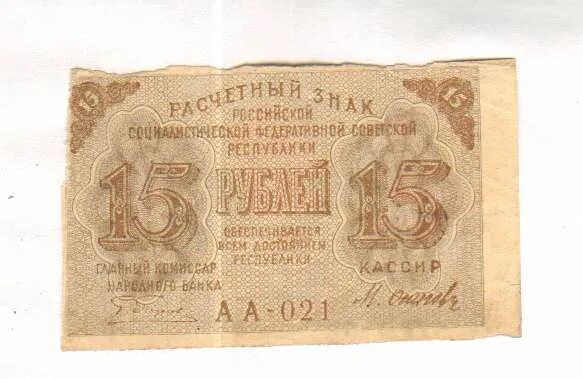 15 15
РАСЧЕТНЫЙ ЗНАК
РОССИЙСКОЙ
СОЦИАЛИСТИЧЕСКОЙ ФЕДЕРАТИВНОЙ СОВЕТСКОЙ
РЕСПУБЛИКИ
15 РУБЛЕЙ 15
ОБЕСПЕЧИВАЕТСЯ
ВСЕМ ДОСТОЯНИЕМ
РЕСПУБЛИКИ
ГЛАВНЫЙ КОМИССАР
НАРОДНОГО БАНКА
КАССИР
АА-021